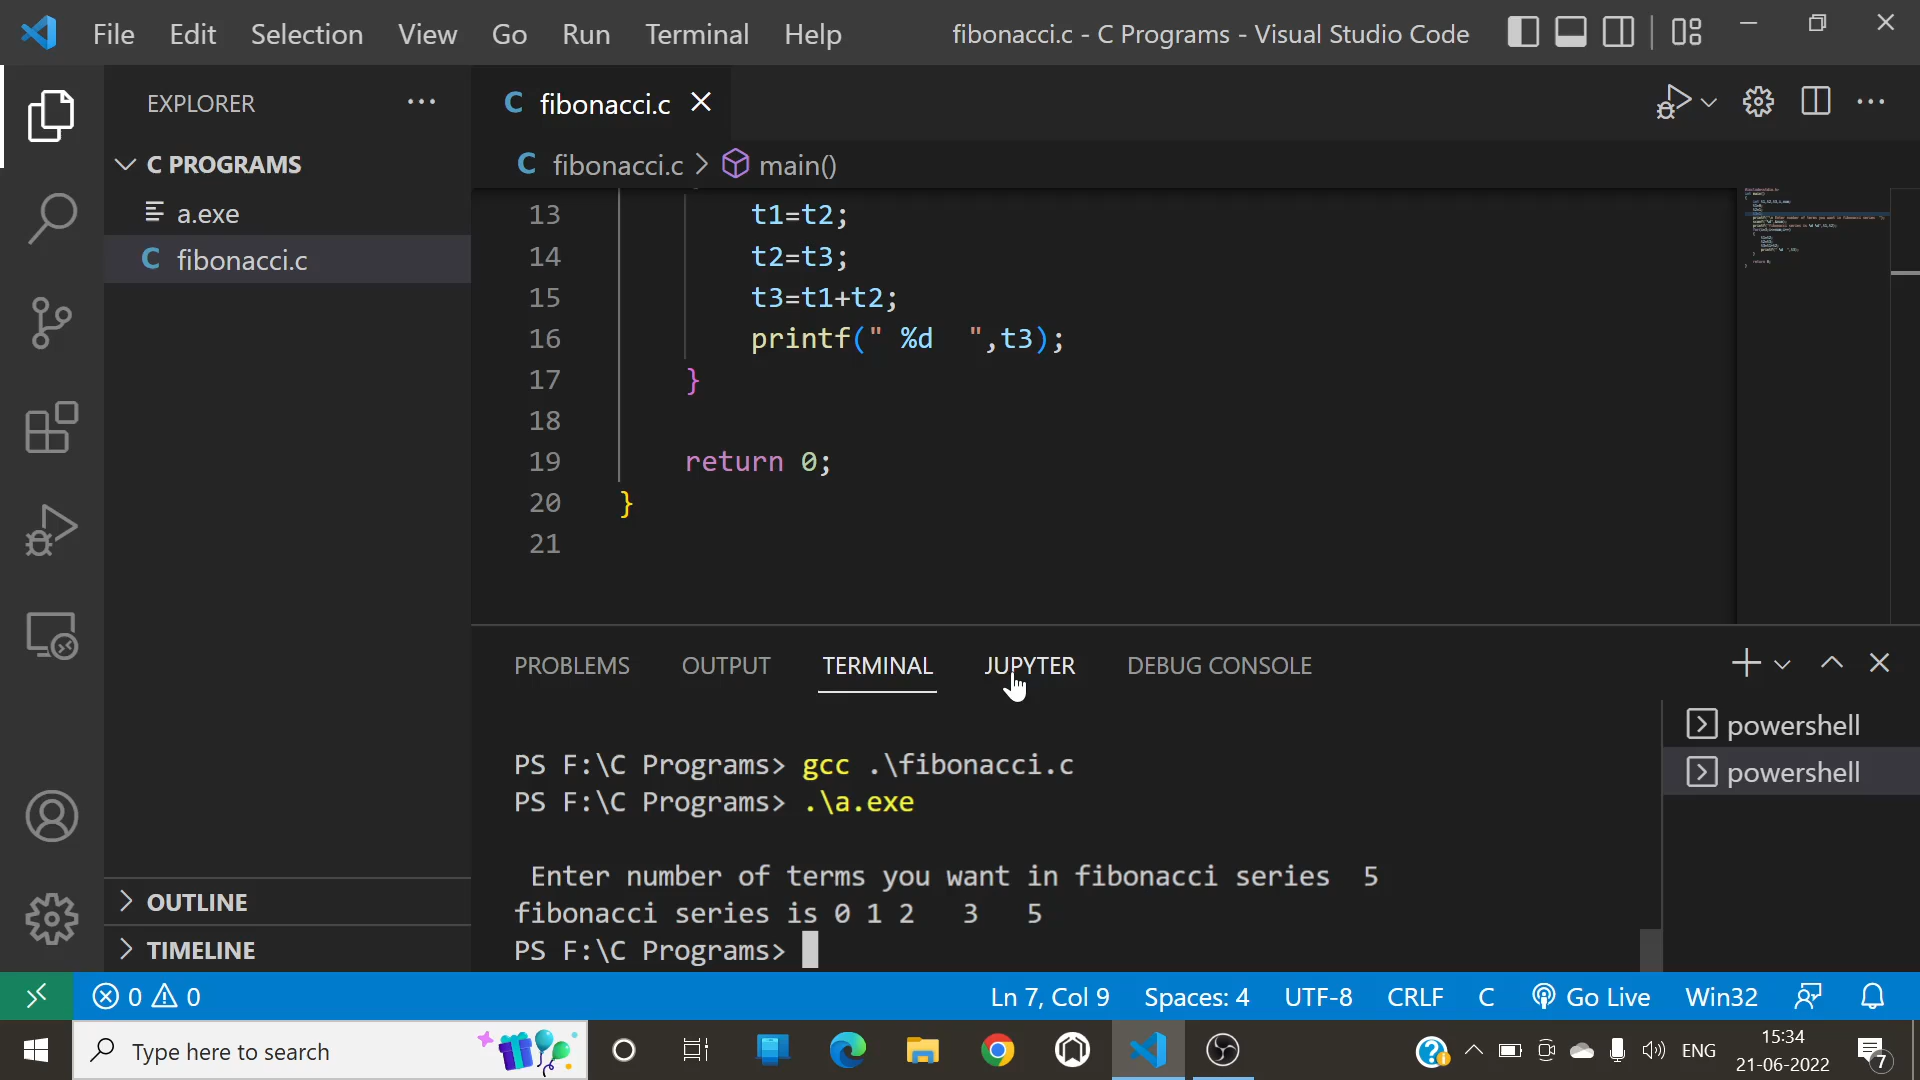 File Edit Selection View Go Run Terminal Help fibonacci.c - C Programs - Visual Studio Code
EXPLORER
C PROGRAMS
a.exe
C fibonacci.c
OUTLINE
TIMELINE
C fibonacci.c
C fibonacci.c > main()
13 t1=t2;
14 t2=t3;
15 t3=t1+t2;
16 printf(" %d  ",t3);
17 }
18
19 return 0;
20 }
21
PROBLEMS OUTPUT TERMINAL JUPYTER DEBUG CONSOLE
PS F:\C Programs> gcc .\fibonacci.c
PS F:\C Programs> .\a.exe
Enter number of terms you want in fibonacci series  5
fibonacci series is 0 1 2   3   5
PS F:\C Programs>
powershell
powershell
0 0 Ln 7, Col 9 Spaces: 4 UTF-8 CRLF C Go Live Win32
Type here to search
ENG
15:34
21-06-2022
7